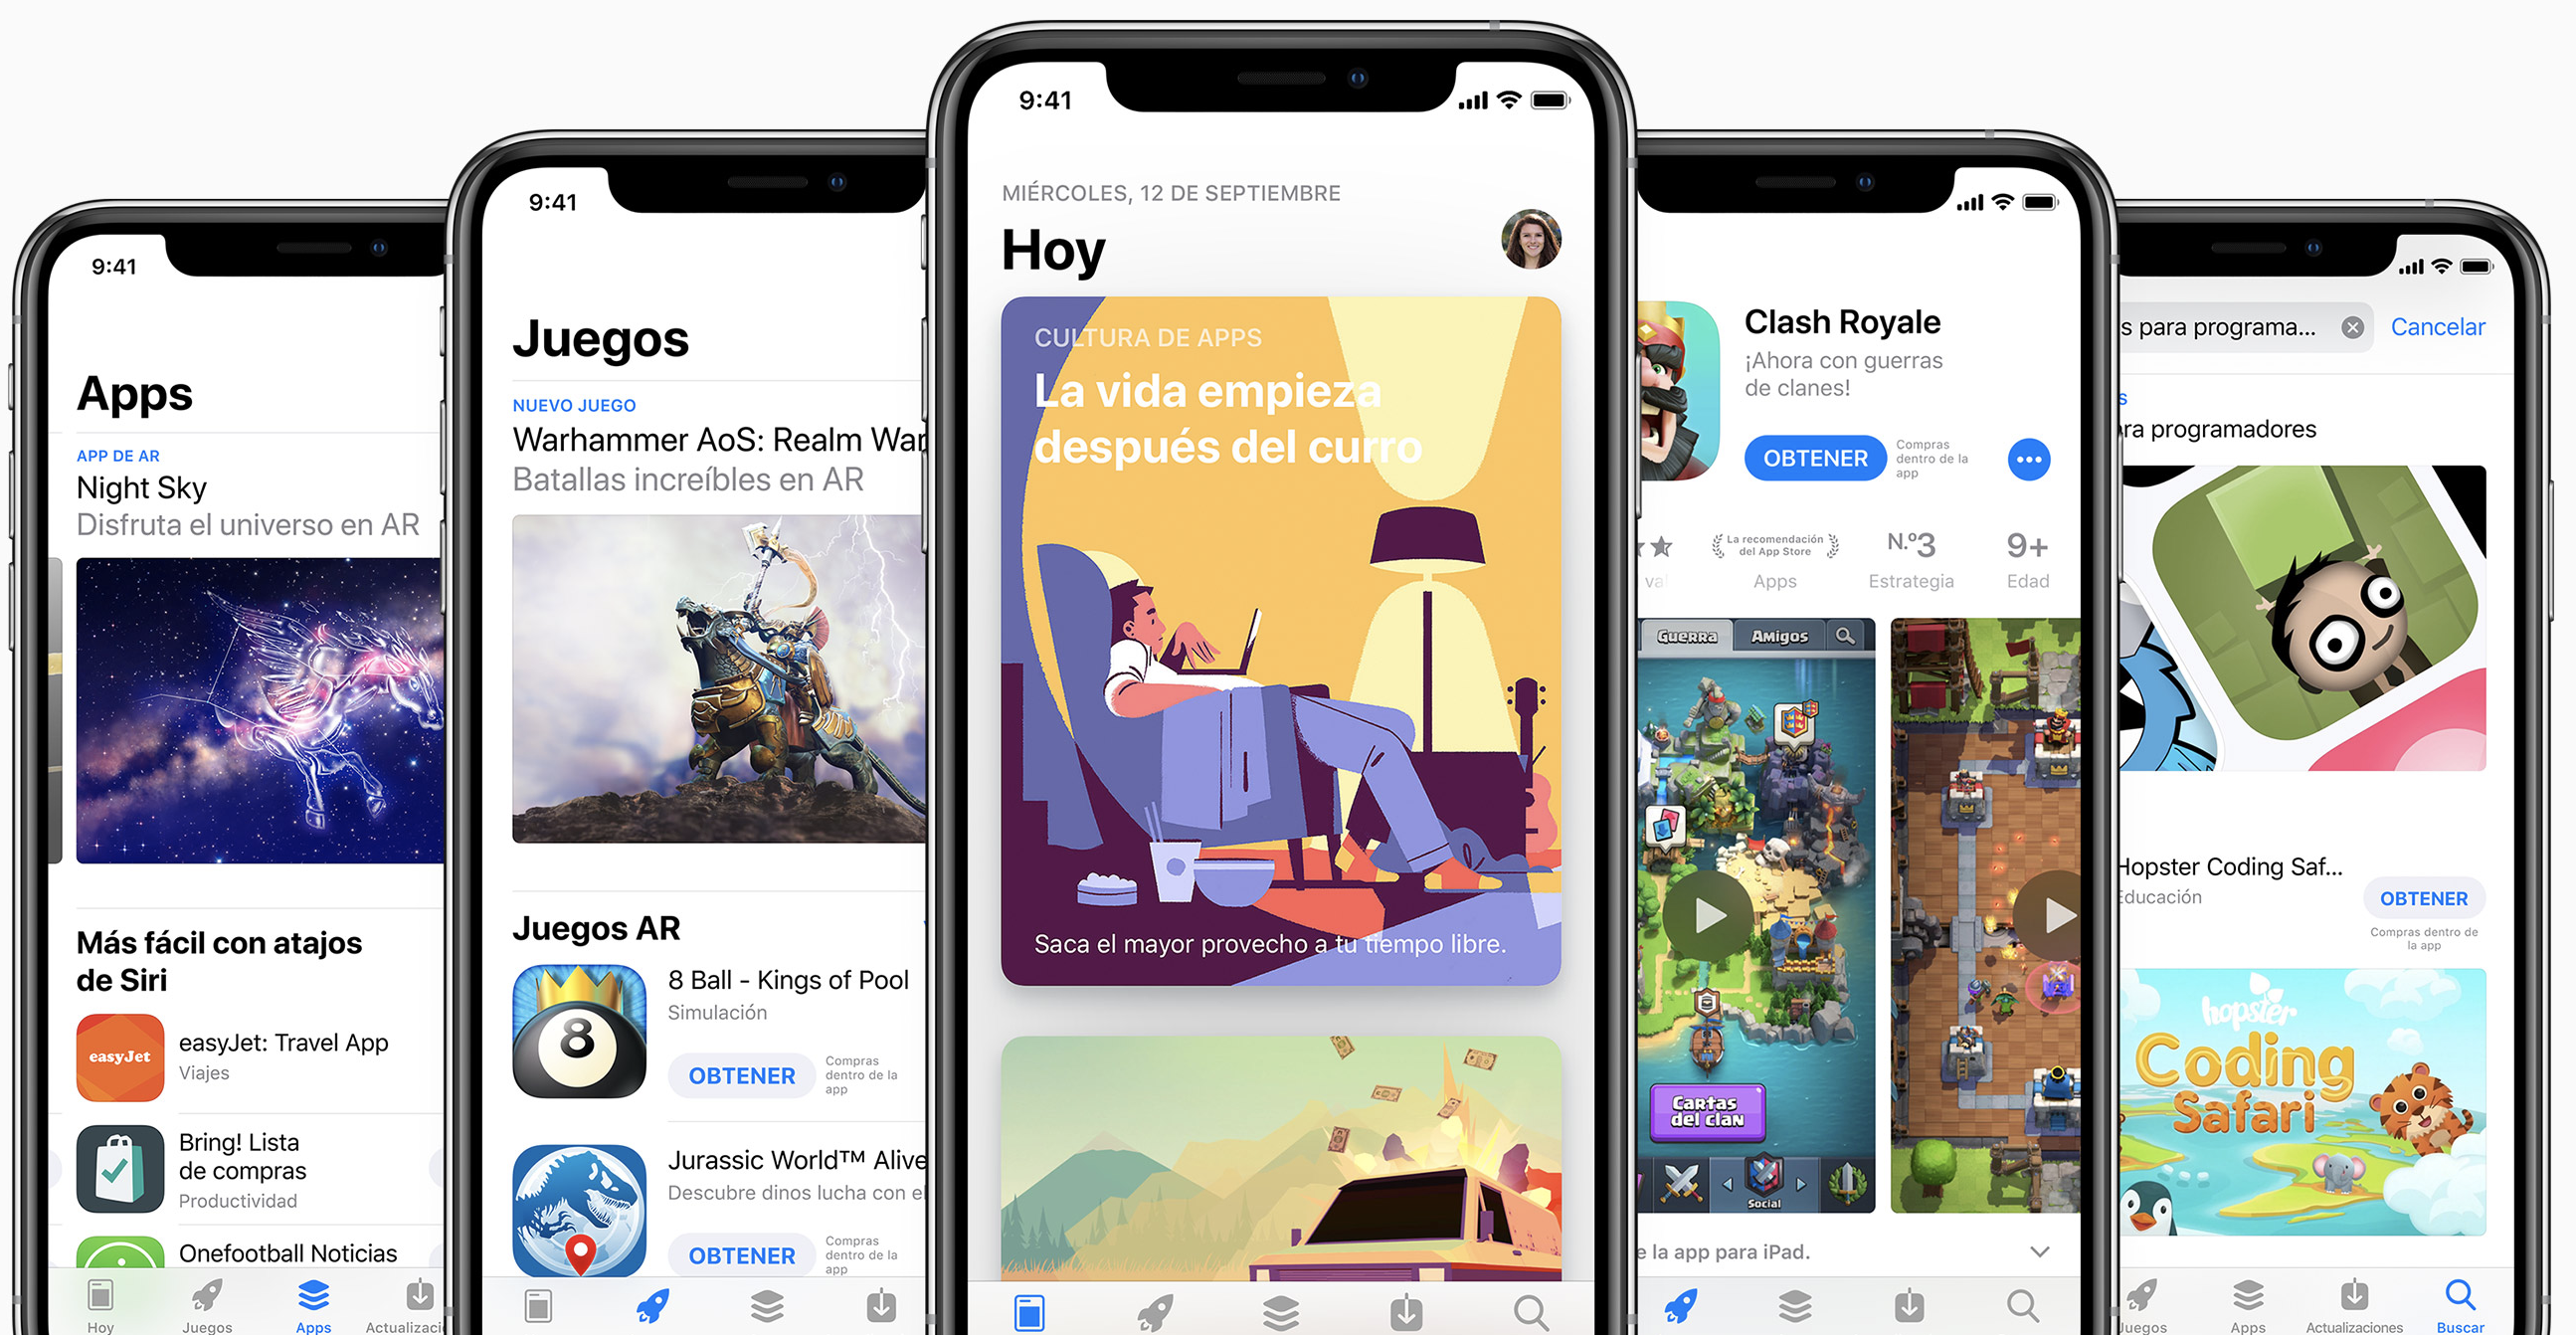 9:41
Apps
APP DE AR
Night Sky
Disfruta el universo en AR
Más fácil con atajos
de Siri
easyJet
easyJet: Travel App
Viajes
Bring! Lista
de compras
Productividad
Onefootball Noticias
Hoy
Juegos
Apps
9:41
Juegos
NUEVO JUEGO
Warhammer AoS: Realm War
Batallas increíbles en AR
Juegos AR
8
8 Ball - Kings of Pool
Simulación
OBTENER
Compras
dentro de la
app
Jurassic World™ Alive
Descubre dinos lucha con el
OBTENER
Compras
dentro de la
app
9:41
MIÉRCOLES, 12 DE SEPTIEMBRE
Hoy
CULTURA DE APPS
La vida empieza
después del curro
Saca el mayor provecho a tu tiempo libre.
Clash Royale
¡Ahora con guerras
de clanes!
OBTENER
Compras
dentro de la
app
La recomendación
del App Store
Apps
N.º3
Estrategia
9+
Edad
Guerra
Amigos
Cartas
del clan
Social
la app para iPad.
s para programa...
Cancelar
programadores
Hopster Coding Saf...
Educación
OBTENER
Compras dentro de
la app
hopster
Coding
Safari
Juegos
Apps
Actualizaciones
Buscar